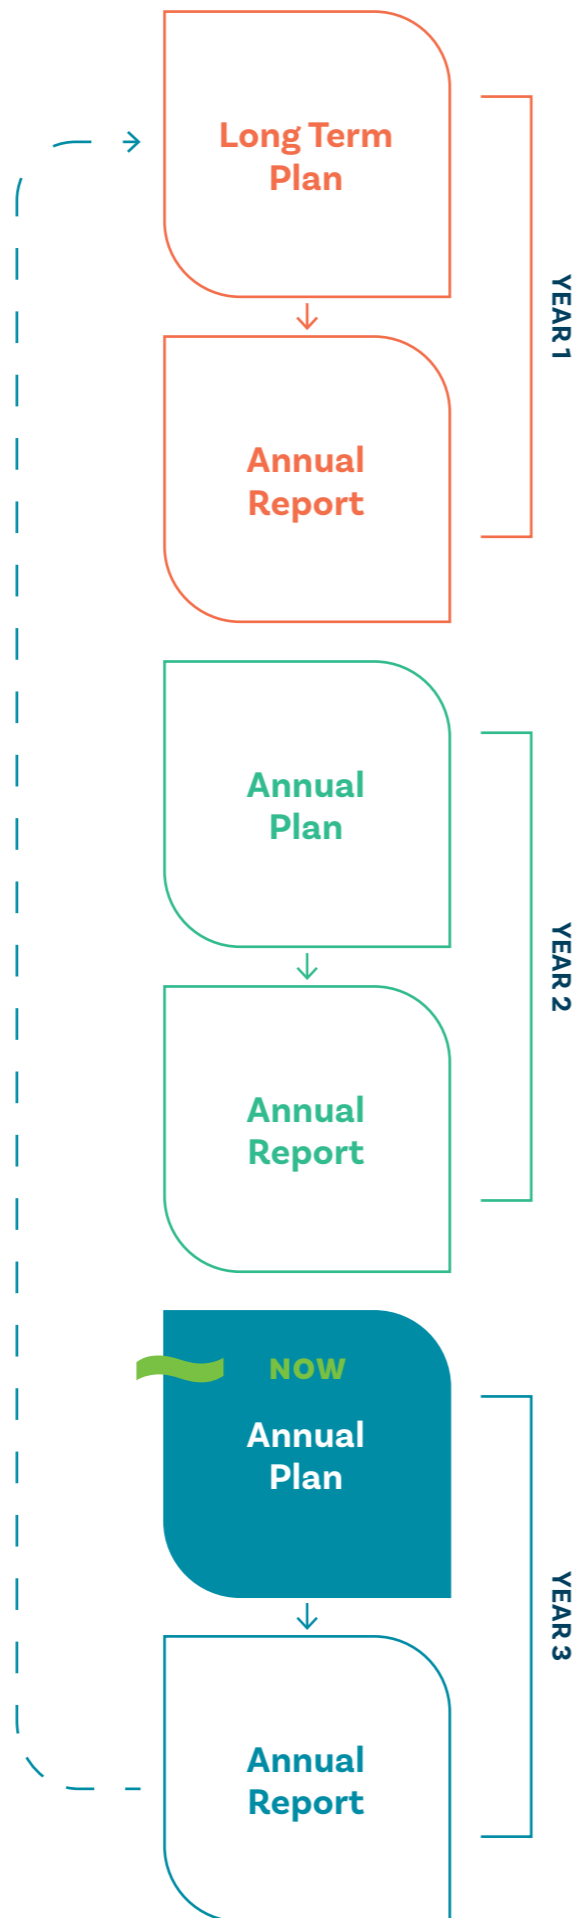 Long Term
Plan
YEAR 1
Annual
Report
Annual
Plan
YEAR 2
Annual
Report
NOW
Annual
Plan
YEAR 3
Annual
Report